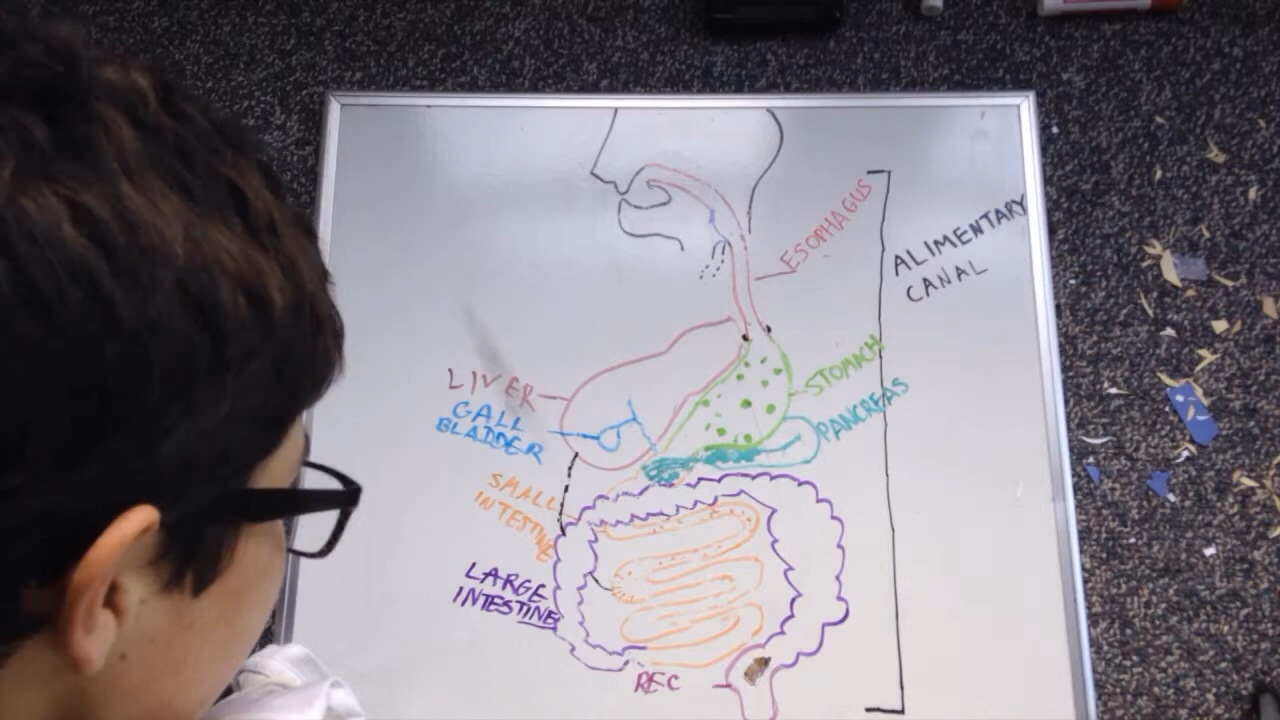 ESOPHAGUS
ALIMENTARY
CANAL
STOMACH
LIVER
GALL
BLADDER
PANCREAS
SMALL
INTESTINE
LARGE
INTESTINE
REC